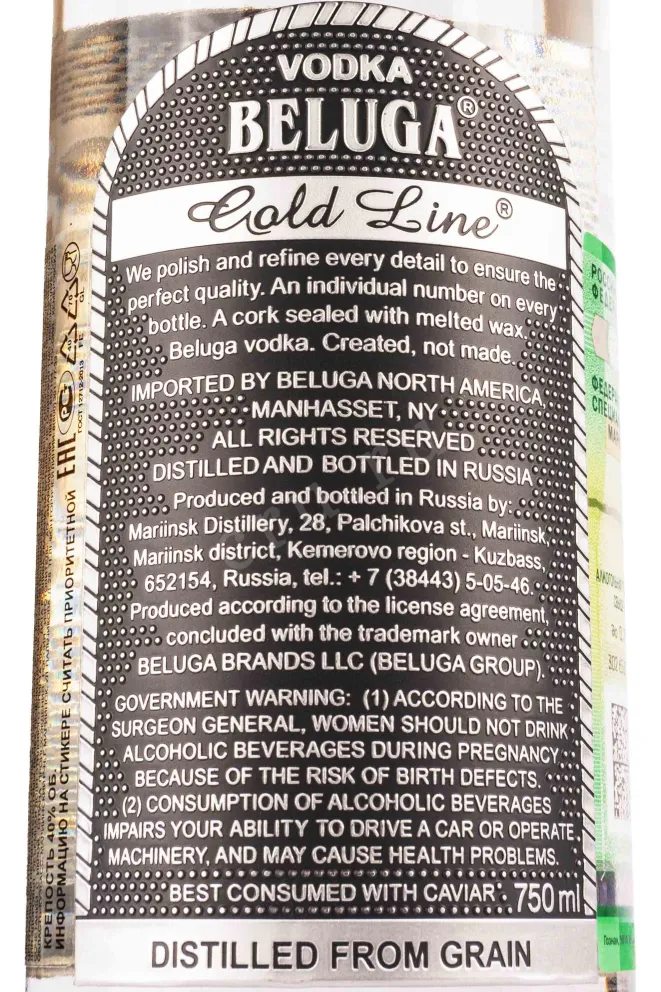 VODKA
BELUGA®
Gold Line®
We polish and refine every detail to ensure the
perfect quality. An individual number on every
bottle. A cork sealed with melted wax.
Beluga vodka. Created, not made.
IMPORTED BY BELUGA NORTH AMERICA,
MANHASSET, NY
ALL RIGHTS RESERVED
DISTILLED AND BOTTLED IN RUSSIA
Produced and bottled in Russia by:
Mariinsk Distillery, 28, Palchikova st., Mariinsk,
Mariinsk district, Kemerovo region - Kuzbass,
652154, Russia, tel.: + 7 (38443) 5-05-46.
Produced according to the license agreement,
concluded with the trademark owner
BELUGA BRANDS LLC (BELUGA GROUP).
GOVERNMENT WARNING: (1) ACCORDING TO THE
SURGEON GENERAL, WOMEN SHOULD NOT DRINK
ALCOHOLIC BEVERAGES DURING PREGNANCY
BECAUSE OF THE RISK OF BIRTH DEFECTS.
(2) CONSUMPTION OF ALCOHOLIC BEVERAGES
IMPAIRS YOUR ABILITY TO DRIVE A CAR OR OPERATE
MACHINERY, AND MAY CAUSE HEALTH PROBLEMS.
BEST CONSUMED WITH CAVIAR 750 ml
DISTILLED FROM GRAIN
КРЕПОСТЬ 40% ОБ.
ИНФОРМАЦИЮ НА СТИКЕРЕ СЧИТАТЬ ПРИОРИТЕТНОЙ
ЕАС
РСТ
ГОСТ 12712-2013